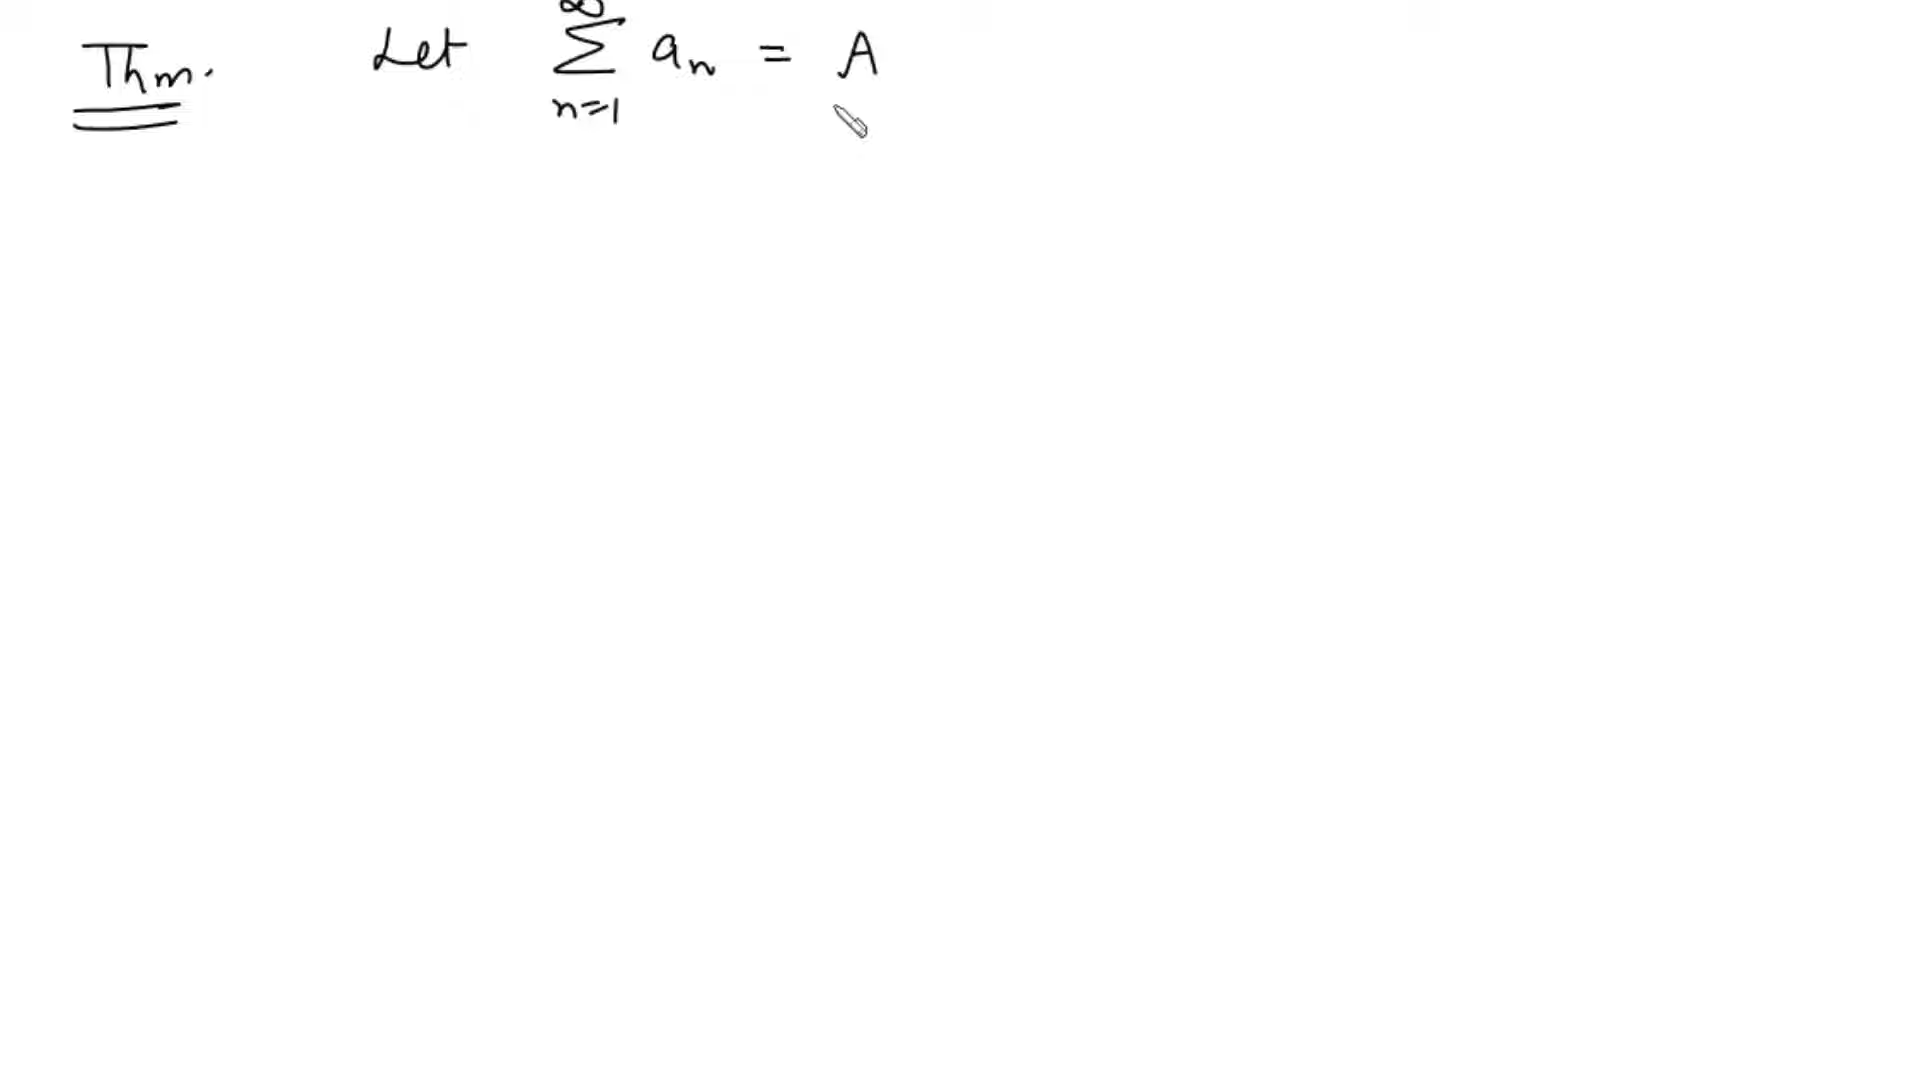 Thm. Let ∑_{n=1}^{∞} a_n = A